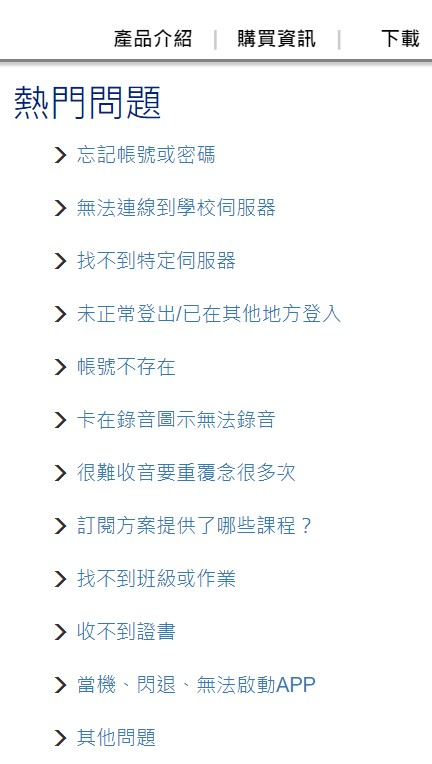 產品介紹 | 購買資訊 | 下載
熱門問題
忘記帳號或密碼
無法連線到學校伺服器
找不到特定伺服器
未正常登出/已在其他地方登入
帳號不存在
卡在錄音圖示無法錄音
很難收音要重覆念很多次
訂閱方案提供了哪些課程？
找不到班級或作業
收不到證書
當機、閃退、無法啟動APP
其他問題